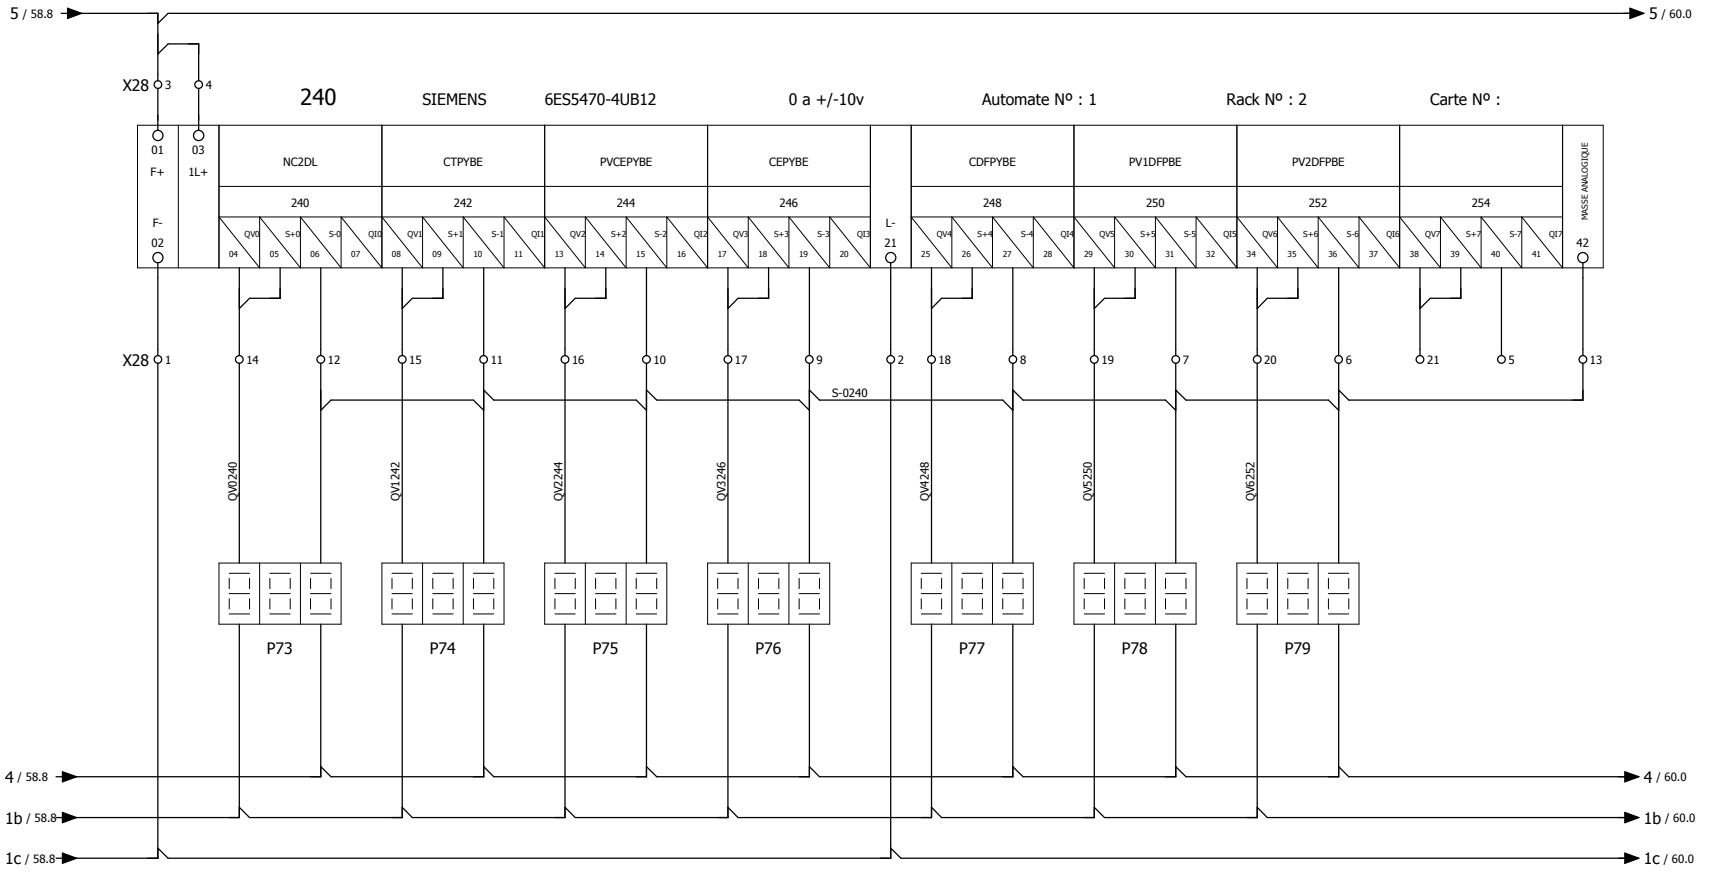 5 / 58.8
5 / 60.0
X28 3 4
240 SIEMENS 6ES5470-4UB12 0 a +/-10v Automate Nº : 1 Rack Nº : 2 Carte Nº :
01 03
F+ 1L+
NC2DL CTPYBE PVCEPYBE CEPYBE CDFPYBE PV1DFPBE PV2DFPBE
MASSE ANALOGIQUE
240 242 244 246 248 250 252 254
F- L-
QV0 S+0 S-0 QI0 QV1 S+1 S-1 QI1 QV2 S+2 S-2 QI2 QV3 S+3 S-3 QI3 QV4 S+4 S-4 QI4 QV5 S+5 S-5 QI5 QV6 S+6 S-6 QI6 QV7 S+7 S-7 QI7
02 04 05 06 07 08 09 10 11 13 14 15 16 17 18 19 20 21 25 26 27 28 29 30 31 32 34 35 36 37 38 39 40 41 42
X28 1 14 12 15 11 16 10 17 9 2 18 8 19 7 20 6 21 5 13
S-0240
QV0240 QV1242 QV2244 QV3246 QV4248 QV5250 QV6252
P73 P74 P75 P76 P77 P78 P79
4 / 58.8
4 / 60.0
1b / 58.8
1b / 60.0
1c / 58.8
1c / 60.0